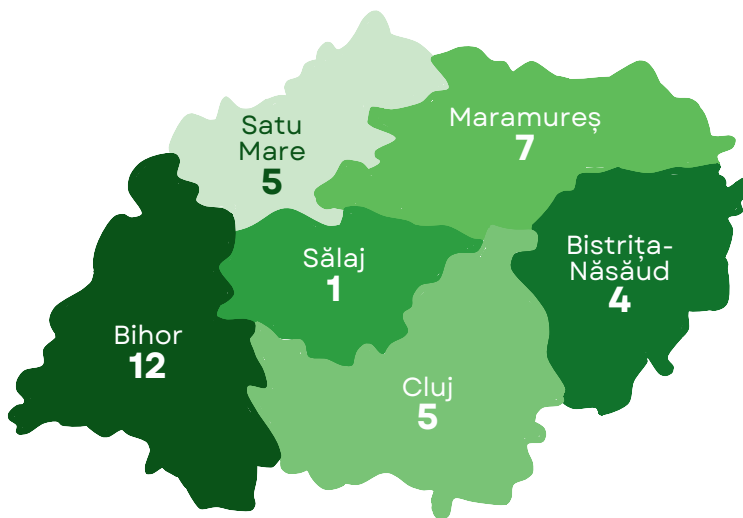 Satu
Mare
5
Maramureș
7
Sălaj
1
Bistrița-
Năsăud
4
Bihor
12
Cluj
5